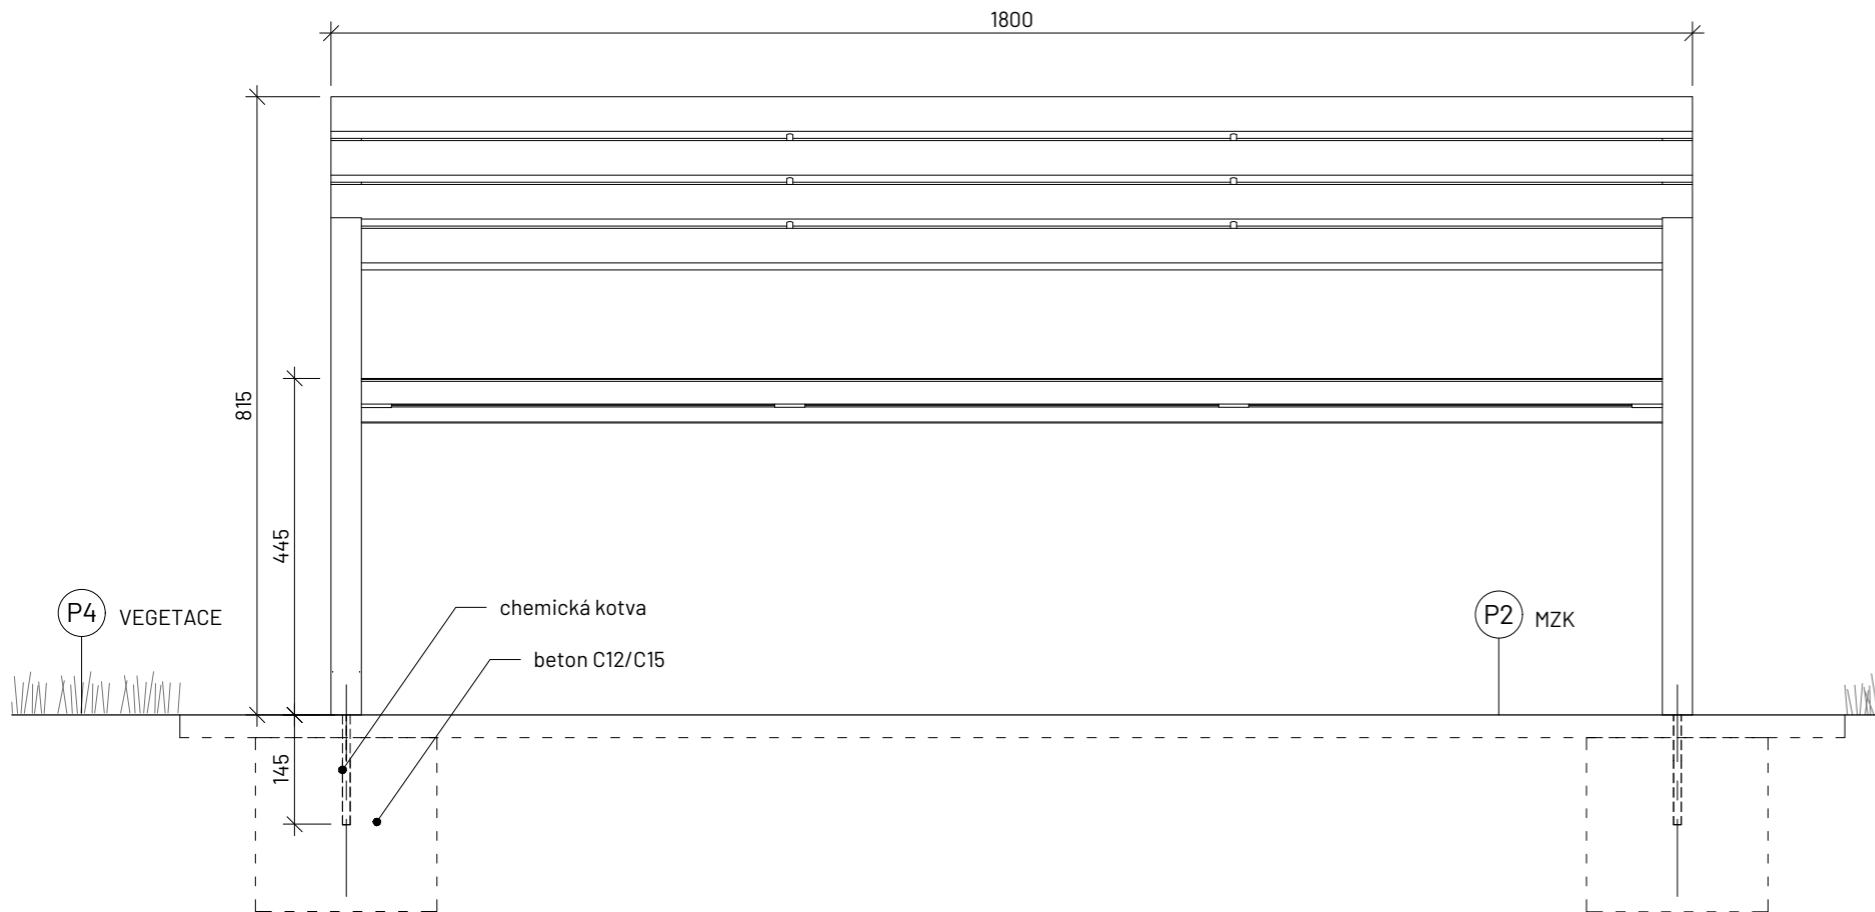 1800
815
445
P4 VEGETACE
chemická kotva
P2 MZK
beton C12/C15
145